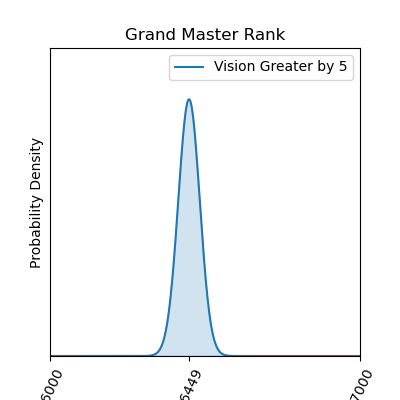 Grand Master Rank
Vision Greater by 5
Probability Density
6000
6449
7000